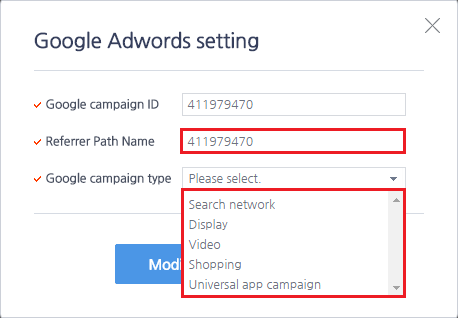 Google Adwords setting
Google campaign ID
411979470
Referrer Path Name
411979470
Google campaign type
Please select.
Search network
Display
Video
Shopping
Universal app campaign
Modi